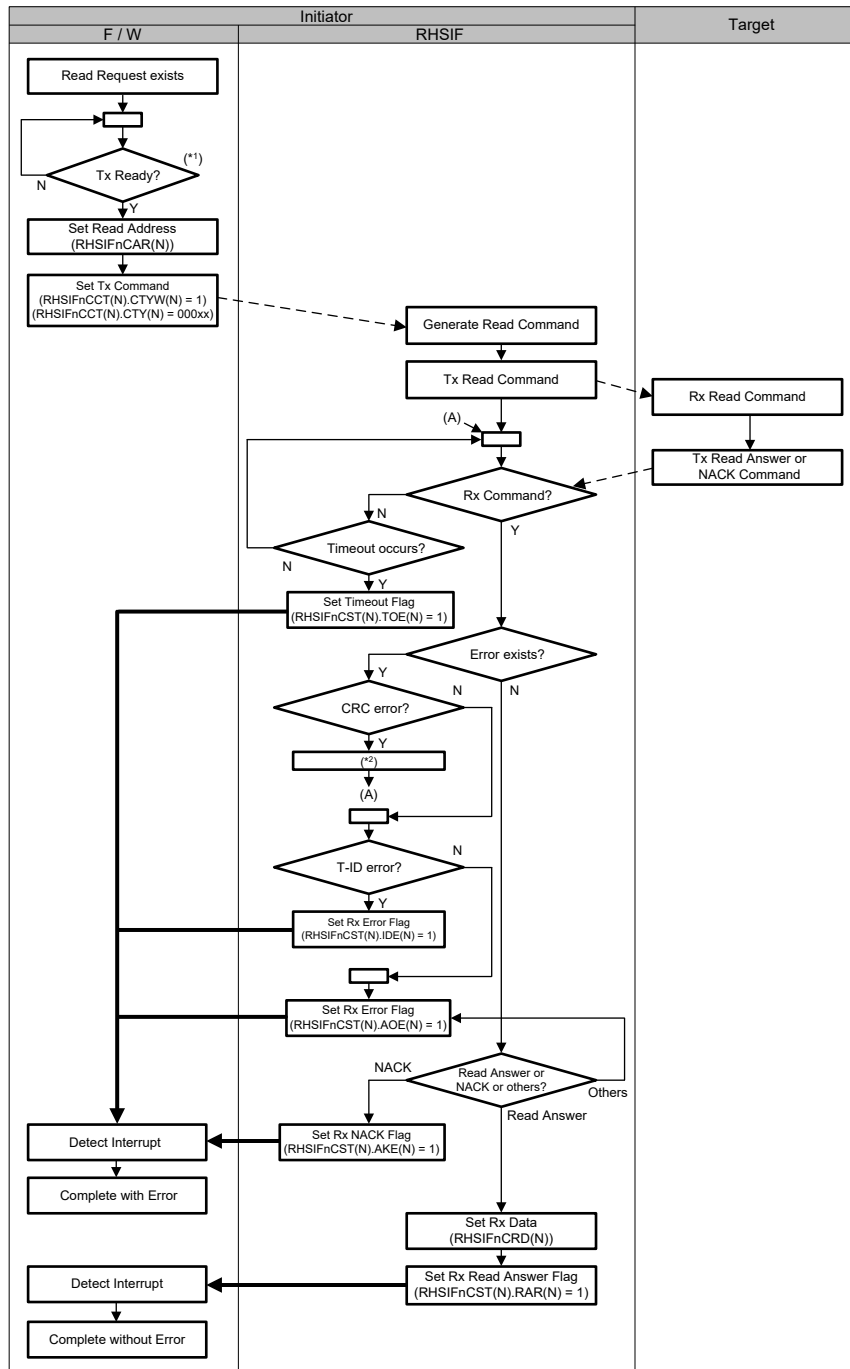 Initiator
Target
F / W
RHSIF
Read Request exists
(*1)
Tx Ready?
N
Y
Set Read Address
(RHSIFnCAR(N))
Set Tx Command
(RHSIFnCCT(N).CTYW(N) = 1)
(RHSIFnCCT(N).CTY(N) = 000xx)
Generate Read Command
Tx Read Command
Rx Read Command
(A)
Tx Read Answer or
NACK Command
Rx Command?
N
Y
Timeout occurs?
N
Y
Set Timeout Flag
(RHSIFnCST(N).TOE(N) = 1)
Error exists?
Y
N
CRC error?
N
Y
(*2)
(A)
T-ID error?
N
Y
Set Rx Error Flag
(RHSIFnCST(N).IDE(N) = 1)
Set Rx Error Flag
(RHSIFnCST(N).AOE(N) = 1)
NACK
Read Answer or
NACK or others?
Others
Read Answer
Detect Interrupt
Set Rx NACK Flag
(RHSIFnCST(N).AKE(N) = 1)
Complete with Error
Set Rx Data
(RHSIFnCRD(N))
Detect Interrupt
Set Rx Read Answer Flag
(RHSIFnCST(N).RAR(N) = 1)
Complete without Error